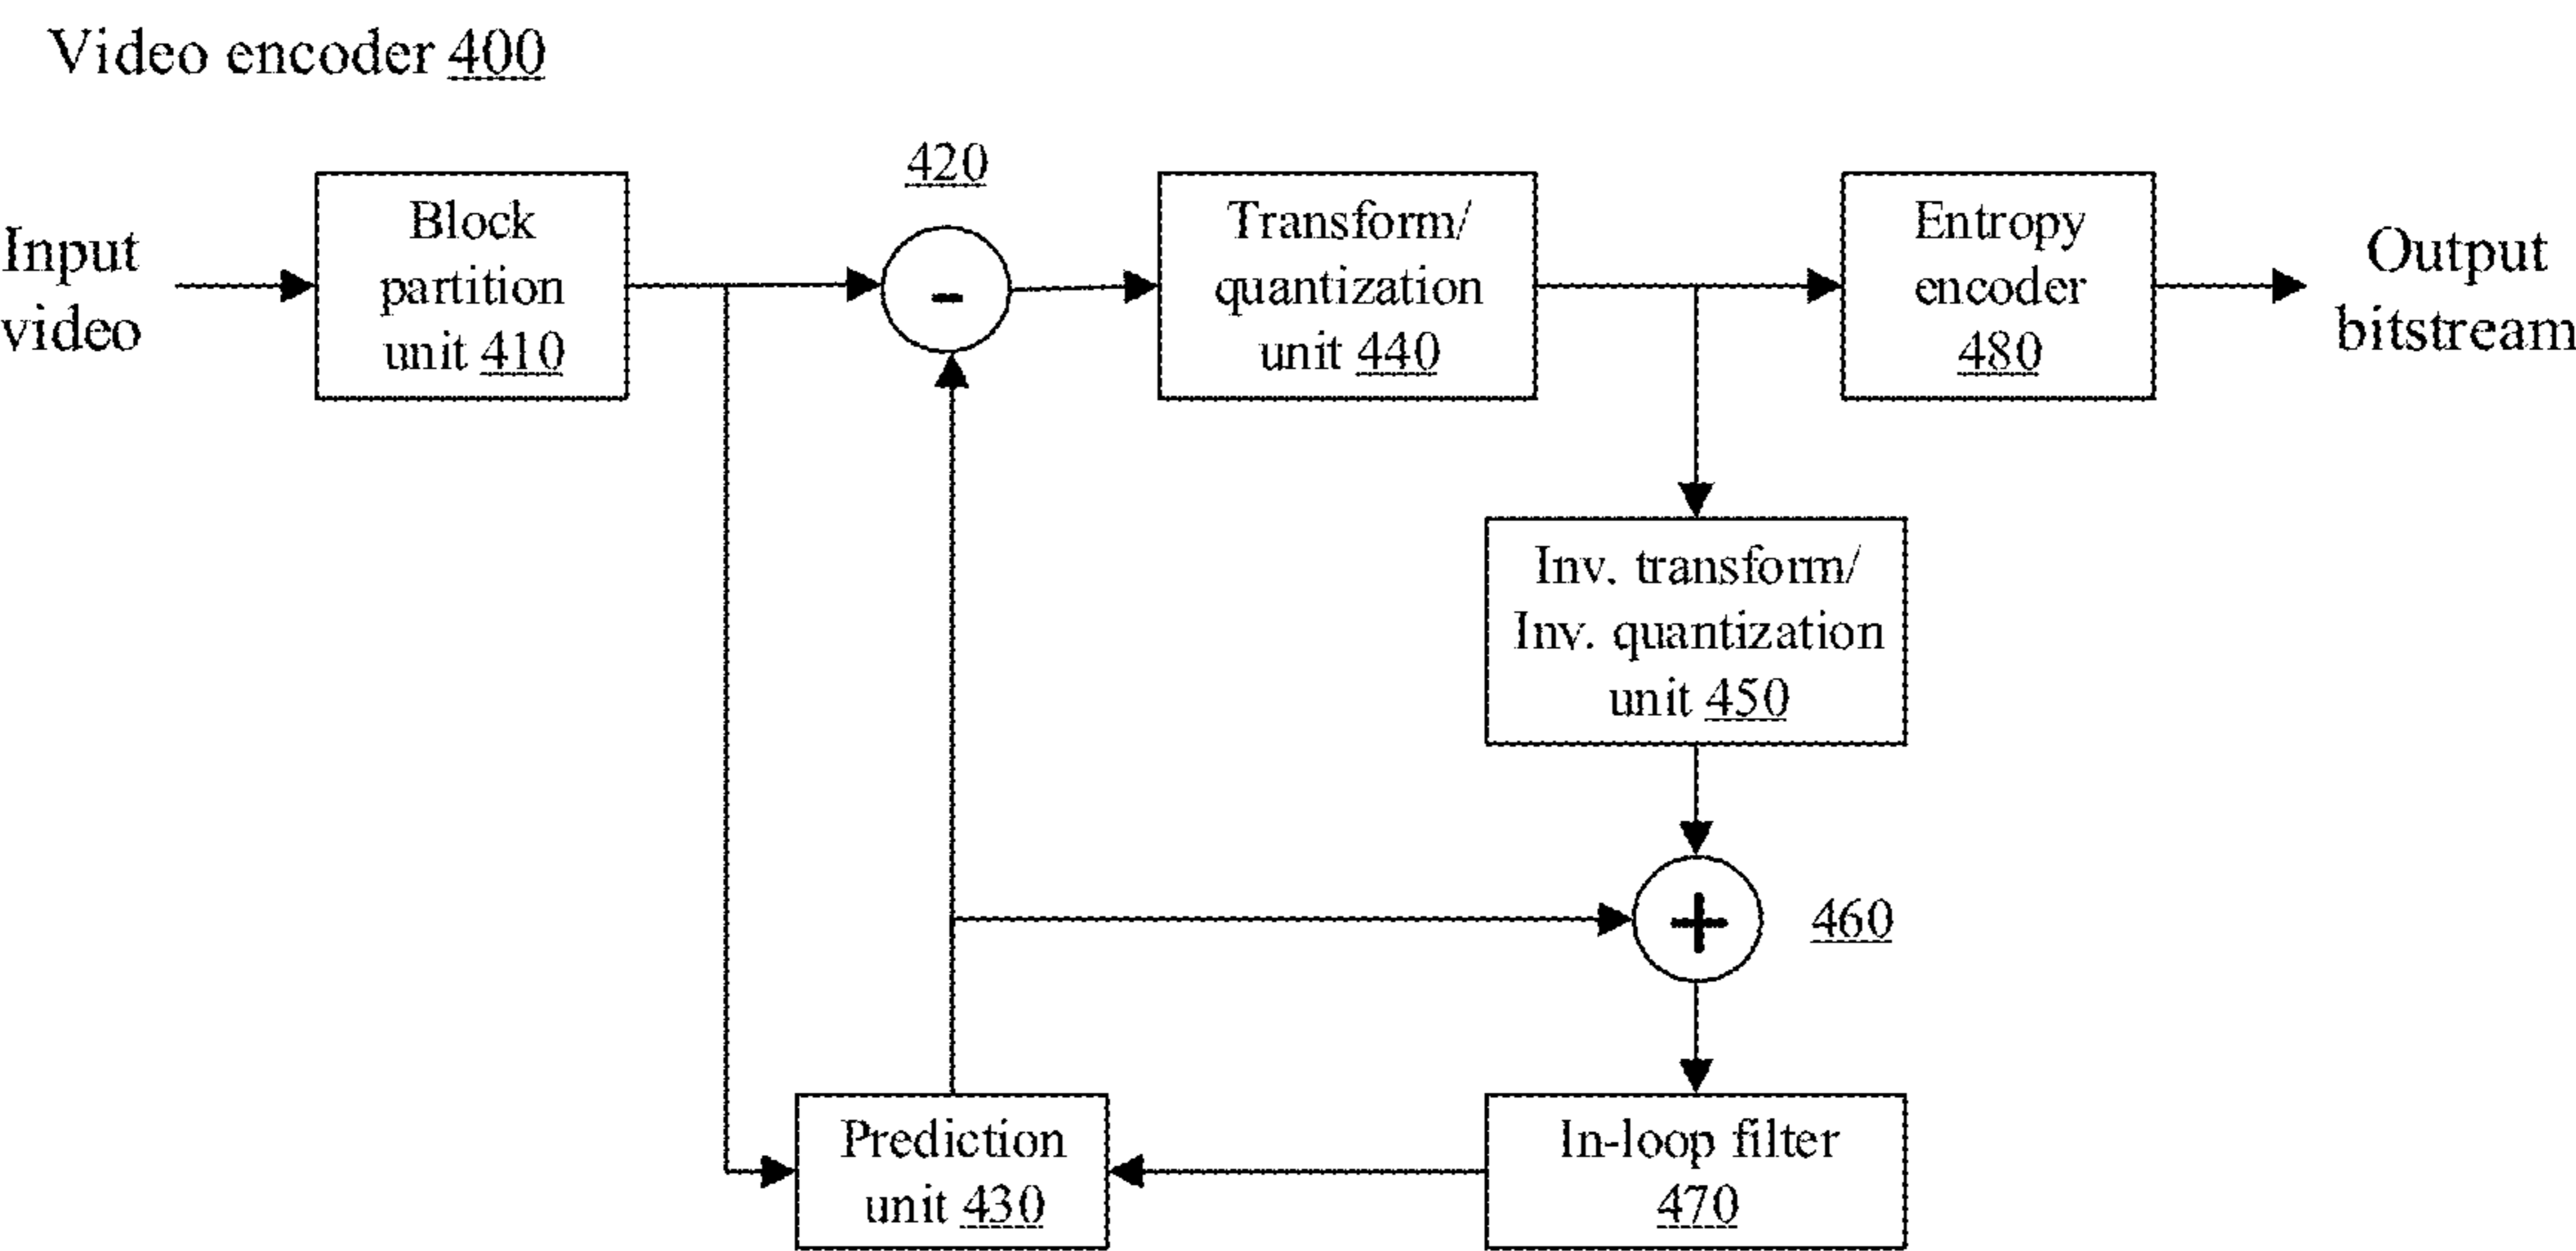 Video encoder 400
420
Input
video
Block
partition
unit 410
-
Transform/
quantization
unit 440
Entropy
encoder
480
Output
bitstream
Inv. transform/
Inv. quantization
unit 450
+
460
Prediction
unit 430
In-loop filter
470